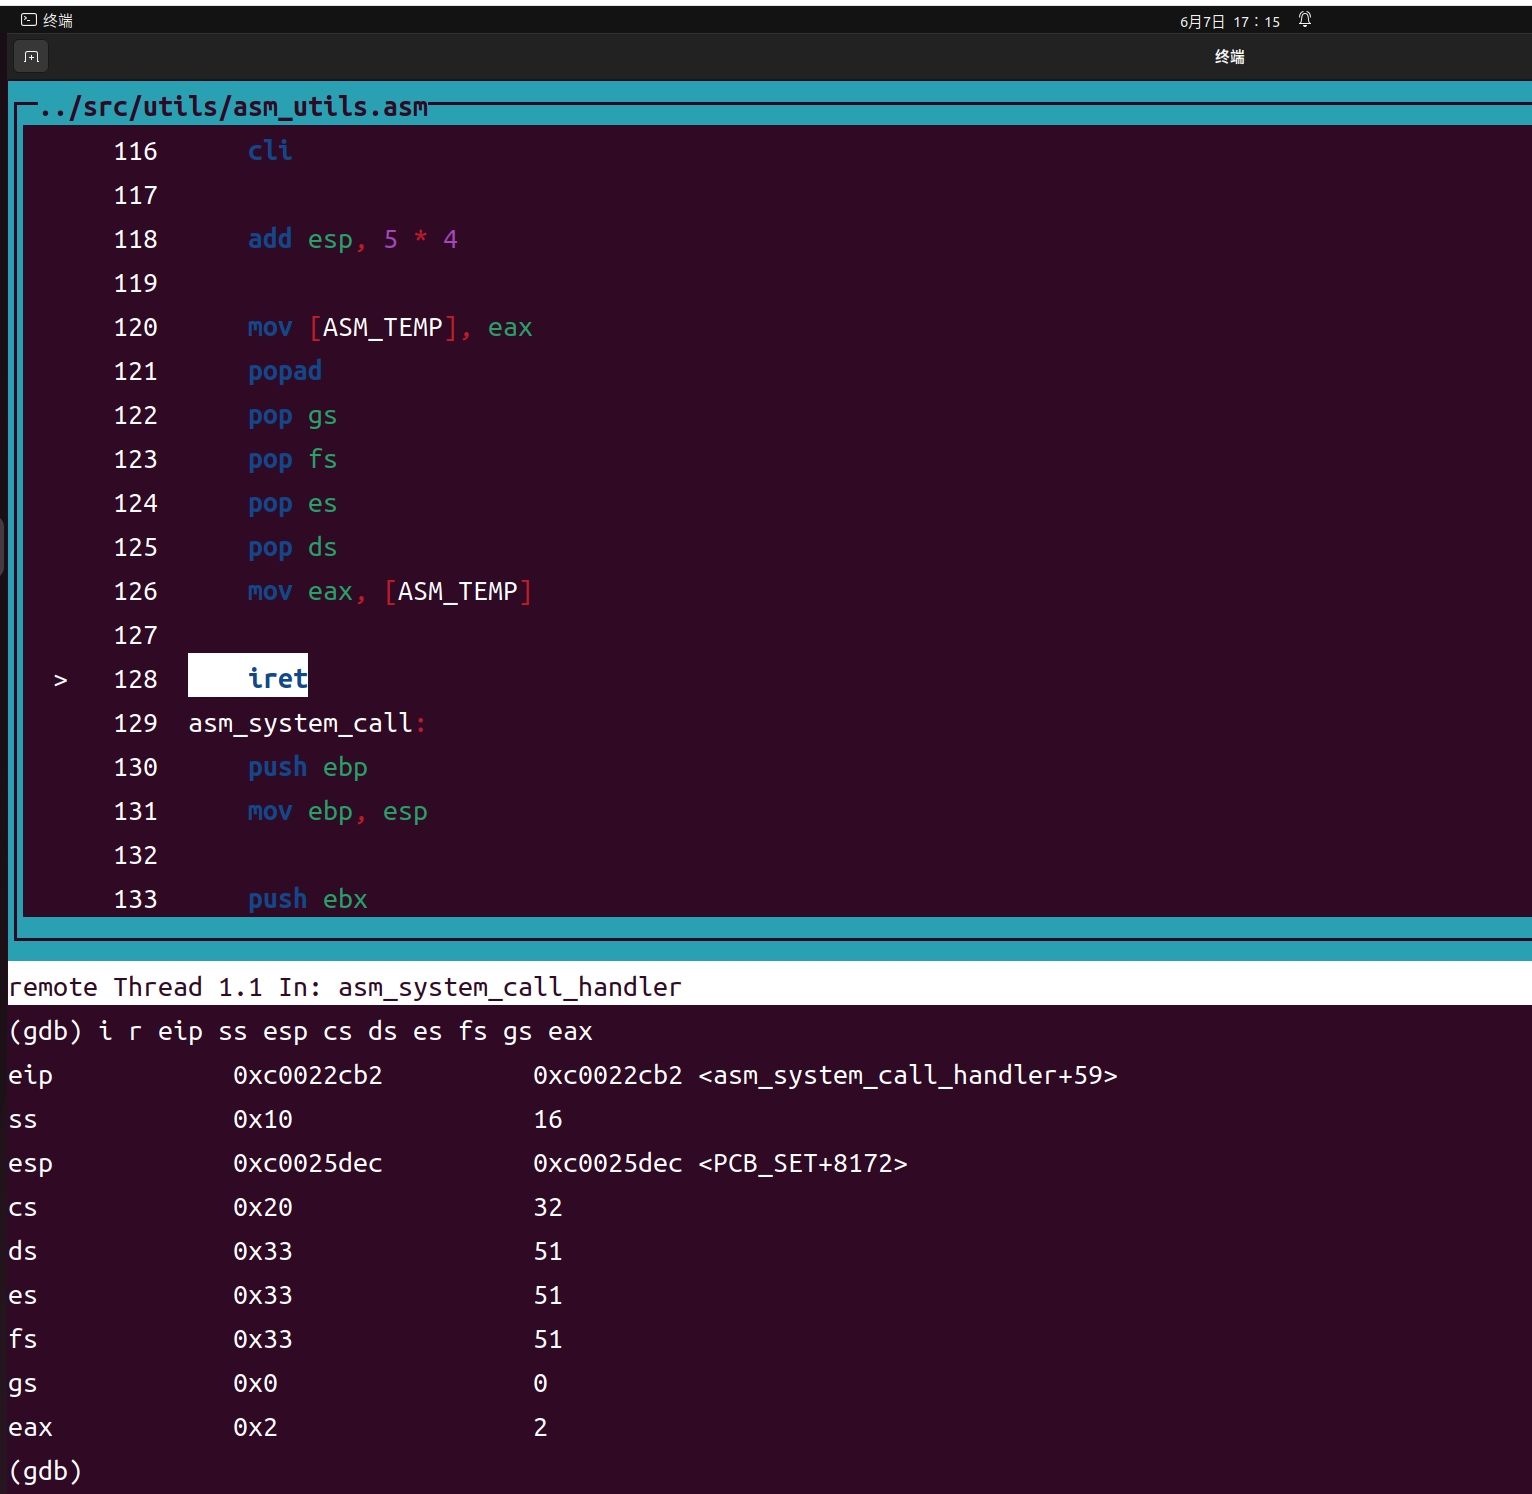 终端
6月7日 17：15
终端
../src/utils/asm_utils.asm
116 cli
117
118 add esp, 5 * 4
119
120 mov [ASM_TEMP], eax
121 popad
122 pop gs
123 pop fs
124 pop es
125 pop ds
126 mov eax, [ASM_TEMP]
127
> 128 iret
129 asm_system_call:
130 push ebp
131 mov ebp, esp
132
133 push ebx
remote Thread 1.1 In: asm_system_call_handler
(gdb) i r eip ss esp cs ds es fs gs eax
eip 0xc0022cb2 0xc0022cb2 <asm_system_call_handler+59>
ss 0x10 16
esp 0xc0025dec 0xc0025dec <PCB_SET+8172>
cs 0x20 32
ds 0x33 51
es 0x33 51
fs 0x33 51
gs 0x0 0
eax 0x2 2
(gdb)